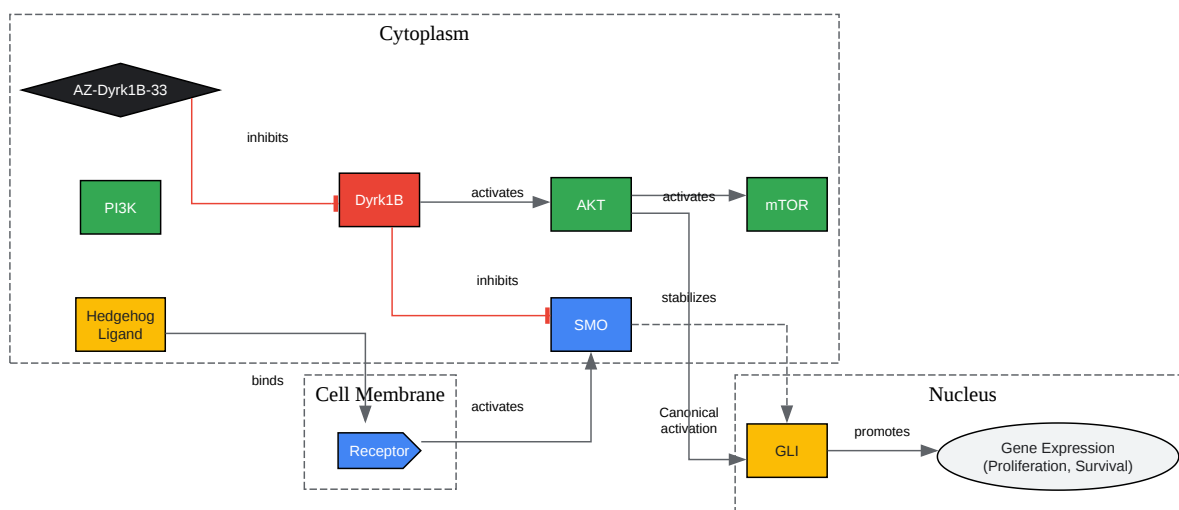 Cytoplasm
AZ-Dyrk1B-33
inhibits
PI3K
Dyrk1B
activates
AKT
activates
mTOR
inhibits
Hedgehog
Ligand
SMO
stabilizes
binds
Cell Membrane
activates
Receptor
Canonical
activation
Nucleus
GLI
promotes
Gene Expression
(Proliferation, Survival)